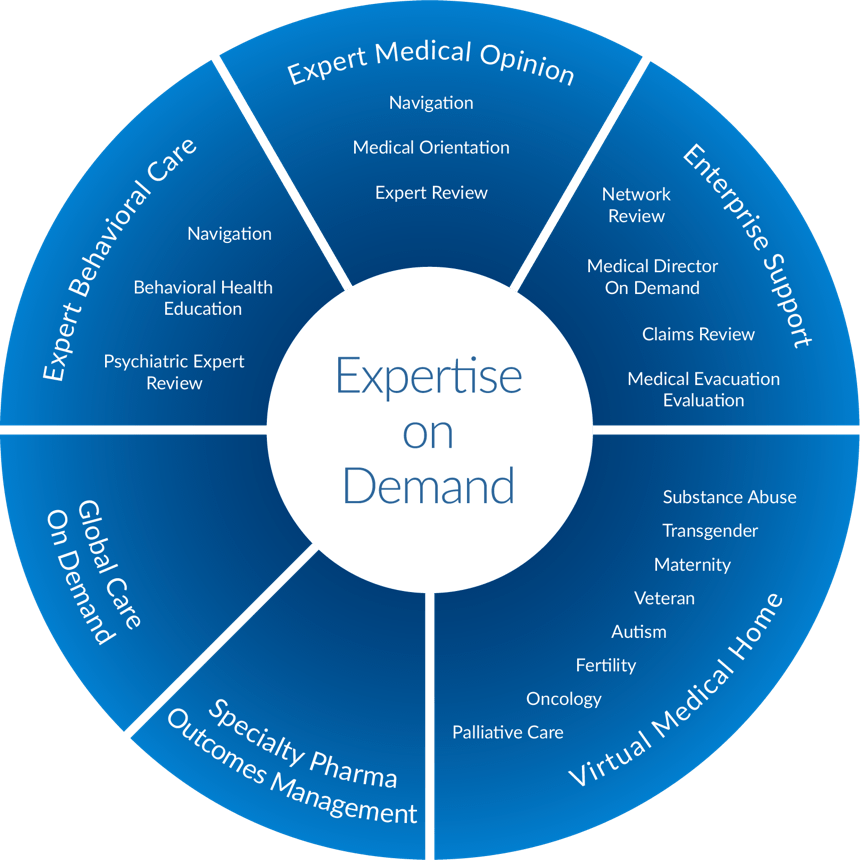 Expert Medical Opinion
Navigation
Medical Orientation
Expert Review
Enterprise Support
Network
Review
Medical Director
On Demand
Claims Review
Medical Evacuation
Evaluation
Virtual Medical Home
Substance Abuse
Transgender
Maternity
Veteran
Autism
Fertility
Oncology
Palliative Care
Specialty Pharma
Outcomes Management
Global Care
On Demand
Expert Behavioral Care
Navigation
Behavioral Health
Education
Psychiatric Expert
Review
Expertise
on
Demand